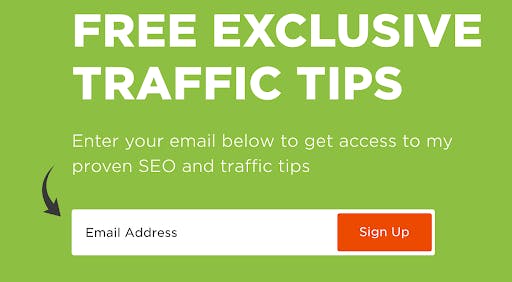 FREE EXCLUSIVE
TRAFFIC TIPS
Enter your email below to get access to my
proven SEO and traffic tips
Email Address
Sign Up